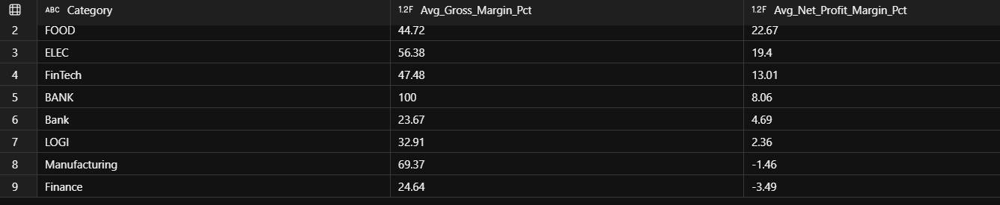 ABC Category 1.2F Avg_Gross_Margin_Pct 1.2F Avg_Net_Profit_Margin_Pct
2 FOOD 44.72 22.67
3 ELEC 56.38 19.4
4 FinTech 47.48 13.01
5 BANK 100 8.06
6 Bank 23.67 4.69
7 LOGI 32.91 2.36
8 Manufacturing 69.37 -1.46
9 Finance 24.64 -3.49